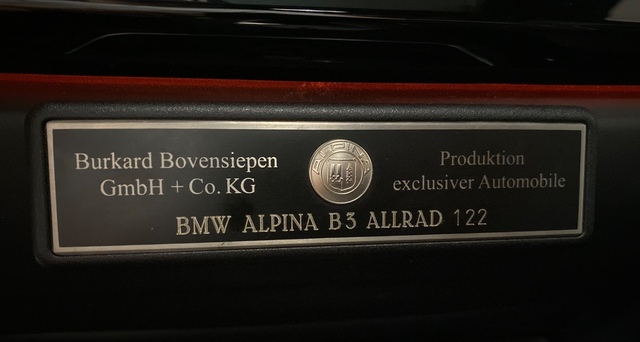 Burkard Bovensiepen
GmbH + Co. KG
ALPINA
Produktion
exclusiver Automobile
BMW ALPINA B3 ALLRAD 122